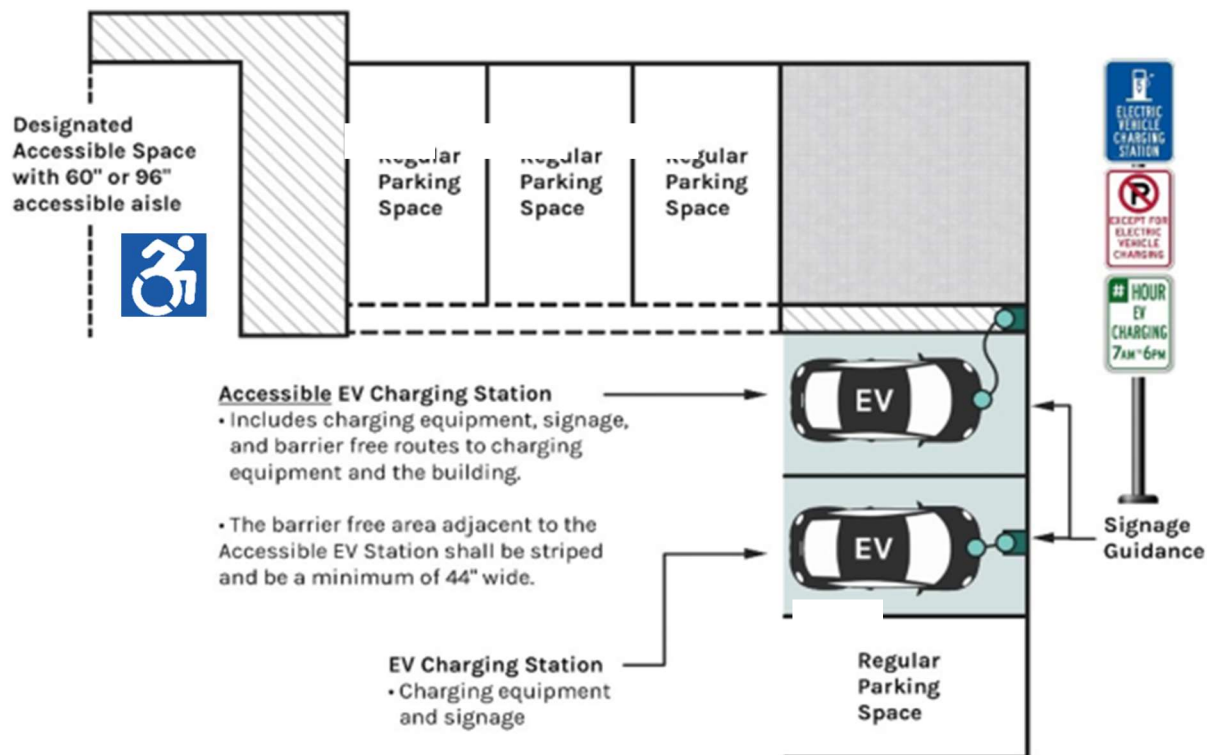 Designated
Accessible Space
with 60" or 96"
accessible aisle
Regular
Parking
Space
Regular
Parking
Space
Regular
Parking
Space
ELECTRIC
VEHICLE
CHARGING
STATION
P
EXCEPT FOR
ELECTRIC
VEHICLE
CHARGING
# HOUR
EV
CHARGING
7AM-6PM
Accessible EV Charging Station
• Includes charging equipment, signage,
and barrier free routes to charging
equipment and the building.
• The barrier free area adjacent to the
Accessible EV Station shall be striped
and be a minimum of 44" wide.
EV
EV
Signage
Guidance
EV Charging Station
• Charging equipment
and signage
Regular
Parking
Space